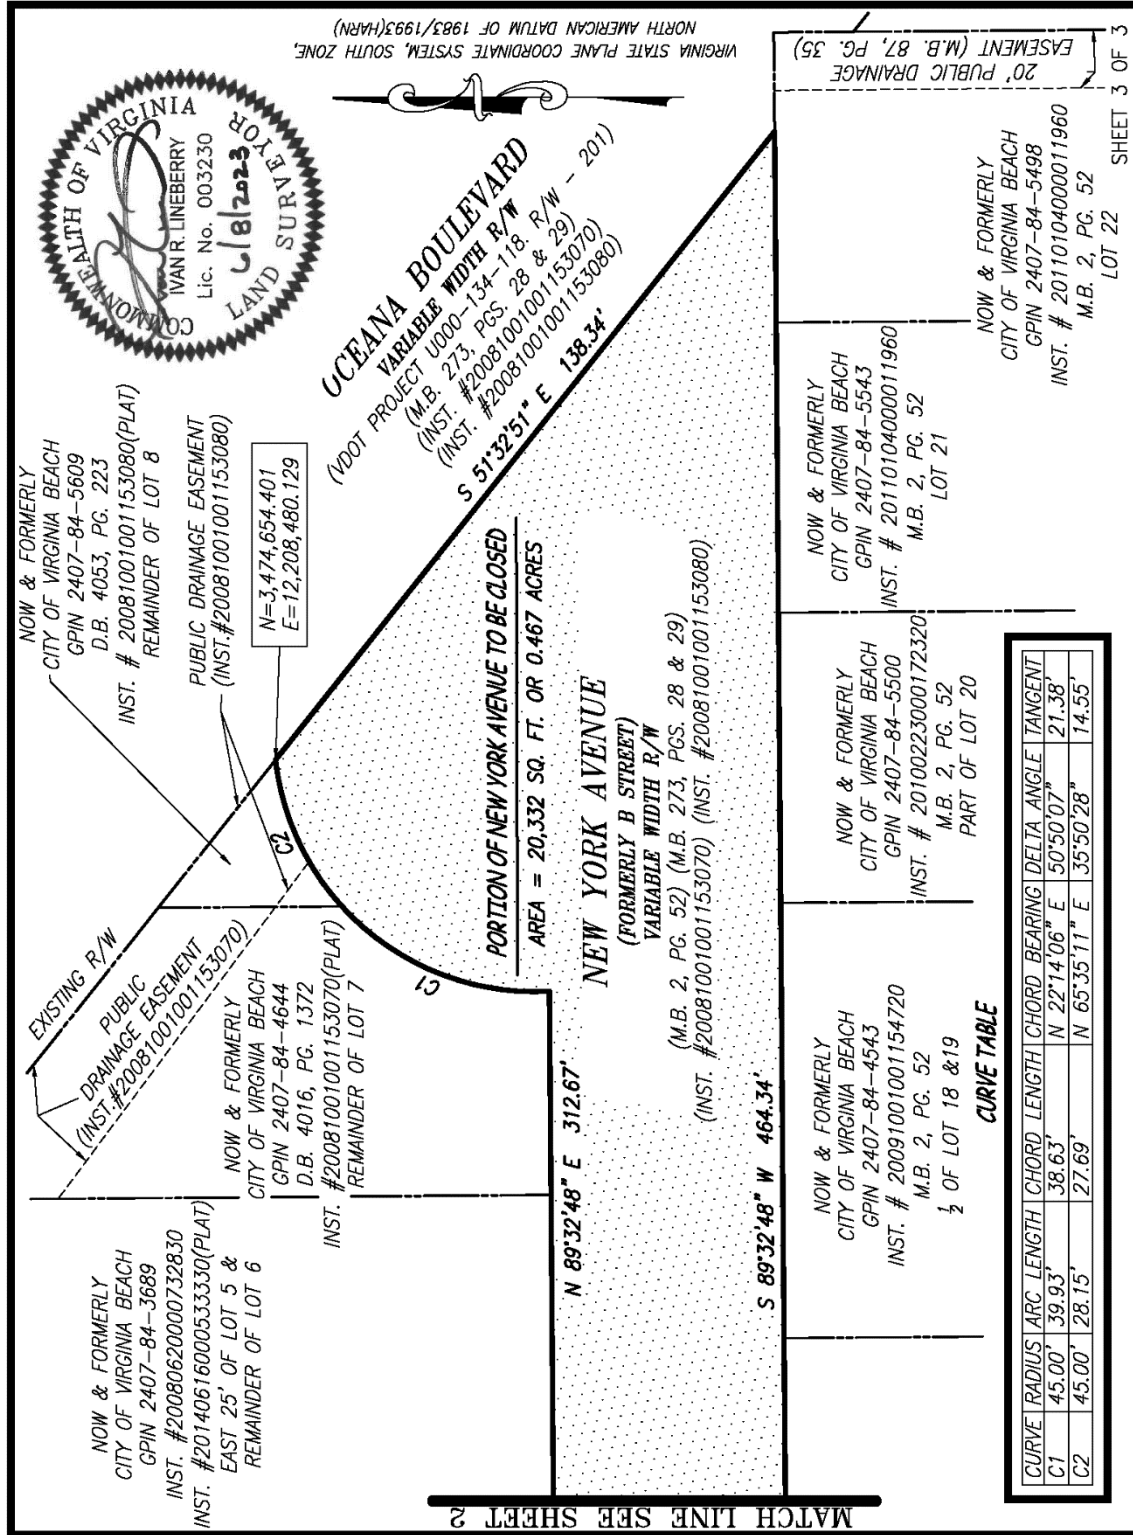 NOW & FORMERLY
CITY OF VIRGINIA BEACH
GPIN 2407-84-3689
INST. #20080620000732830
INST. #20140616000533330(PLAT)
EAST 25' OF LOT 5 &
REMAINDER OF LOT 6
EXISTING R/W
PUBLIC
DRAINAGE EASEMENT
(INST.#20081001001153070)
NOW & FORMERLY
CITY OF VIRGINIA BEACH
GPIN 2407-84-4644
D.B. 4016, PG. 1372
INST. #20081001001153070(PLAT)
REMAINDER OF LOT 7
NOW & FORMERLY
CITY OF VIRGINIA BEACH
GPIN 2407-84-5609
D.B. 4053, PG. 223
INST. # 20081001001153080(PLAT)
REMAINDER OF LOT 8
PUBLIC DRAINAGE EASEMENT
(INST.#20081001001153080)
N=3,474,654.401
E=12,208,480.129
COMMONWEALTH OF VIRGINIA
IVAN R. LINEBERRY
Lic. No. 003230
6/8/2023
LAND SURVEYOR
VIRGINIA STATE PLANE COORDINATE SYSTEM, SOUTH ZONE,
NORTH AMERICAN DATUM OF 1983/1993(HARN)
OCEANA BOULEVARD
VARIABLE WIDTH R/W
(VDOT PROJECT U000-134-118. R/W - 201)
(M.B. 273, PGS. 28 & 29)
(INST. #20081001001153070)
(INST. #20081001001153080)
S 51°32'51" E 138.34'
C1
C2
PORTION OF NEW YORK AVENUE TO BE CLOSED
AREA = 20,332 SQ. FT. OR 0.467 ACRES
N 89°32'48" E 312.67'
NEW YORK AVENUE
(FORMERLY B STREET)
VARIABLE WIDTH R/W
(M.B. 2, PG. 52) (M.B. 273, PGS. 28 & 29)
(INST. #20081001001153070) (INST. #20081001001153080)
S 89°32'48" W 464.34'
MATCH LINE SEE SHEET 2
20' PUBLIC DRAINAGE
EASEMENT (M.B. 87, PG. 35)
NOW & FORMERLY
CITY OF VIRGINIA BEACH
GPIN 2407-84-4543
INST. # 20091001001154720
M.B. 2, PG. 52
½ OF LOT 18 &19
NOW & FORMERLY
CITY OF VIRGINIA BEACH
GPIN 2407-84-5500
INST. # 20100223000172320
M.B. 2, PG. 52
PART OF LOT 20
NOW & FORMERLY
CITY OF VIRGINIA BEACH
GPIN 2407-84-5543
INST. # 20110104000011960
M.B. 2, PG. 52
LOT 21
NOW & FORMERLY
CITY OF VIRGINIA BEACH
GPIN 2407-84-5498
INST. # 20110104000011960
M.B. 2, PG. 52
LOT 22
CURVE TABLE
CURVE RADIUS ARC LENGTH CHORD LENGTH CHORD BEARING DELTA ANGLE TANGENT
C1 45.00' 39.93' 38.63' N 22°14'06" E 50°50'07" 21.38'
C2 45.00' 28.15' 27.69' N 65°35'11" E 35°50'28" 14.55'
SHEET 3 OF 3